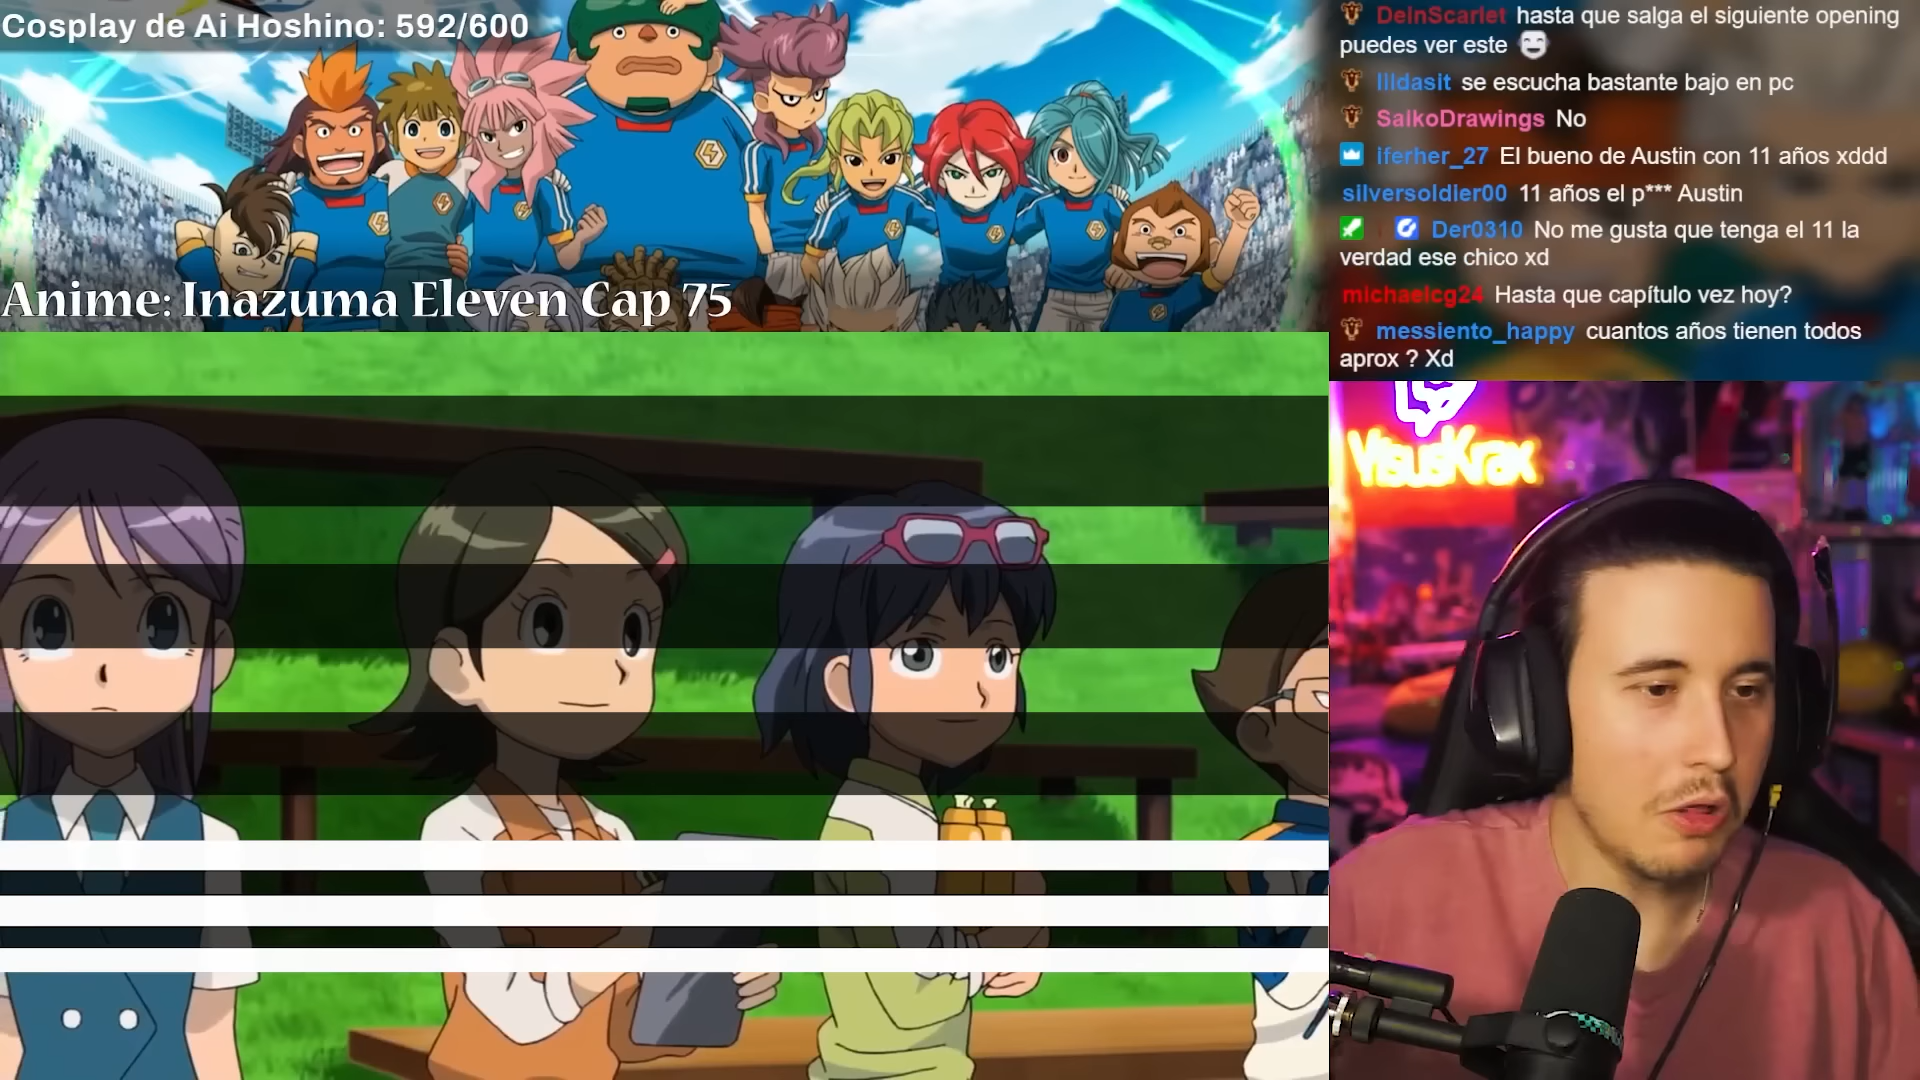 Cosplay de Ai Hoshino: 592/600
Anime: Inazuma Eleven Cap 75
DeInScarlet hasta que salga el siguiente opening
puedes ver este
llldasit se escucha bastante bajo en pc
SaikoDrawings No
iferher_27 El bueno de Austin con 11 años xddd
silversoldier00 11 años el p*** Austin
Der0310 No me gusta que tenga el 11 la
verdad ese chico xd
michaelcg24 Hasta que capítulo vez hoy?
messiento_happy cuantos años tienen todos
aprox ? Xd
VisusKrax